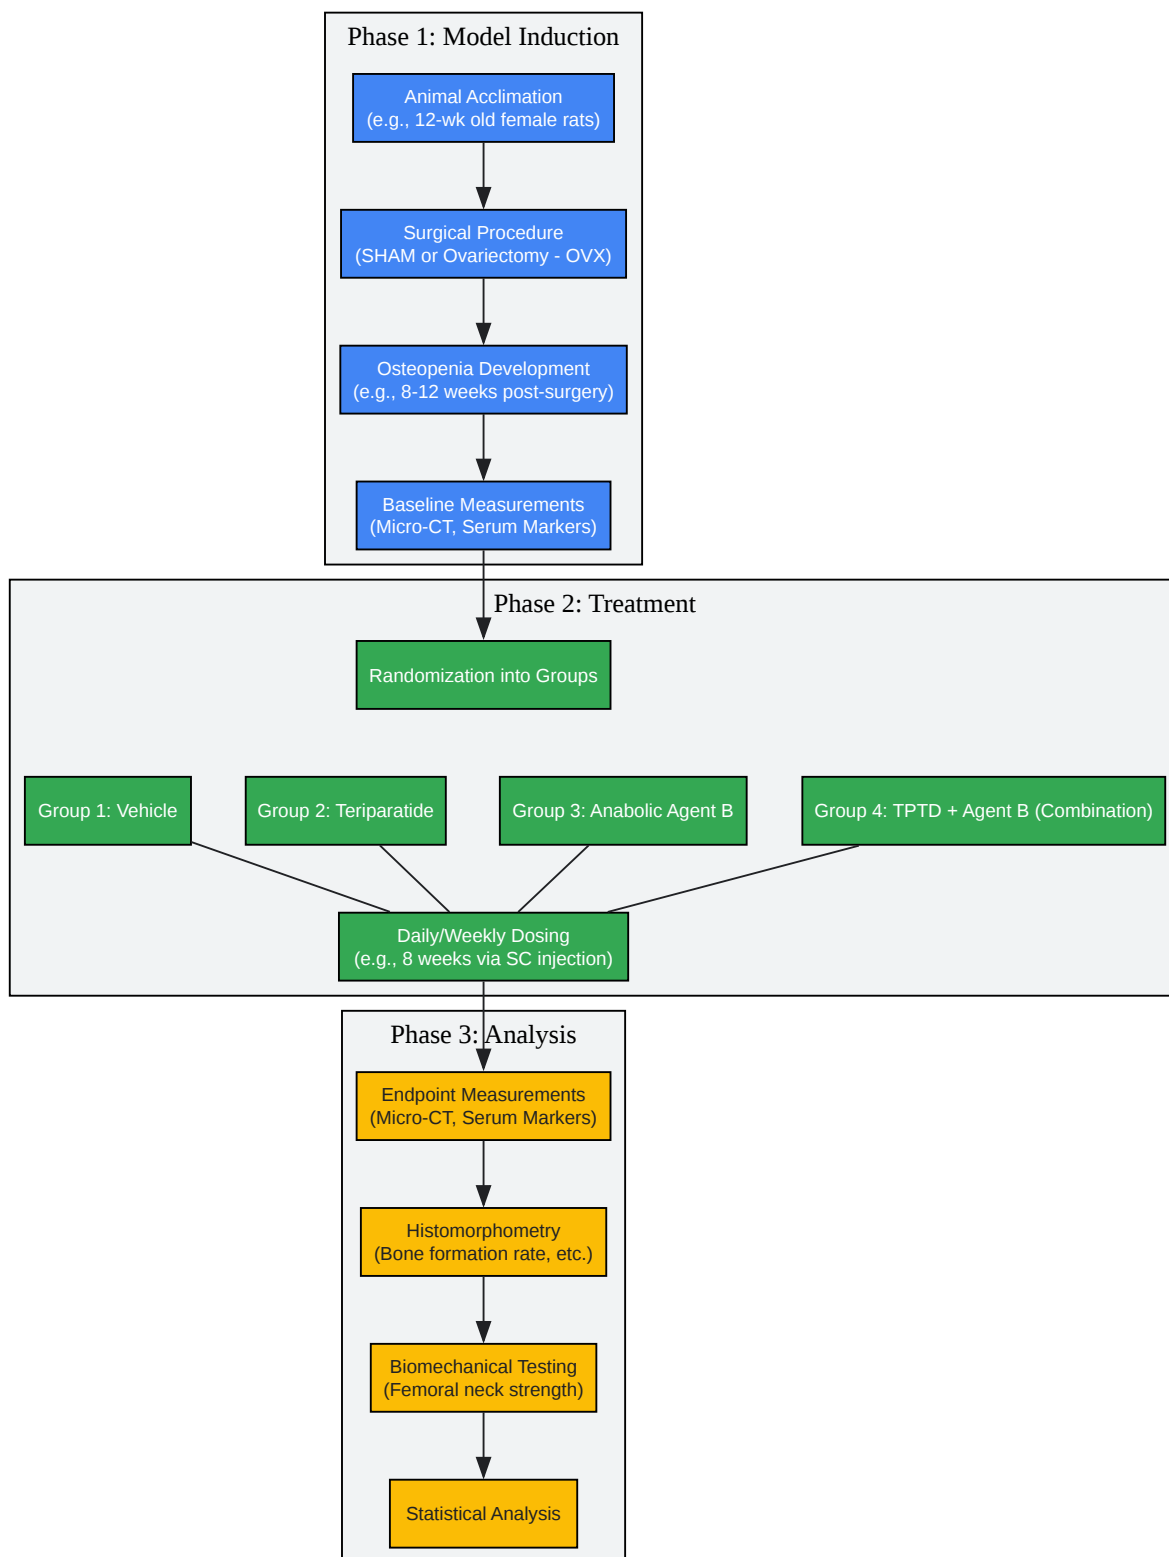 Phase 1: Model Induction
Animal Acclimation
(e.g., 12-wk old female rats)
Surgical Procedure
(SHAM or Ovariectomy - OVX)
Osteopenia Development
(e.g., 8-12 weeks post-surgery)
Baseline Measurements
(Micro-CT, Serum Markers)
Phase 2: Treatment
Randomization into Groups
Group 1: Vehicle
Group 2: Teriparatide
Group 3: Anabolic Agent B
Group 4: TPTD + Agent B (Combination)
Daily/Weekly Dosing
(e.g., 8 weeks via SC injection)
Phase 3: Analysis
Endpoint Measurements
(Micro-CT, Serum Markers)
Histomorphometry
(Bone formation rate, etc.)
Biomechanical Testing
(Femoral neck strength)
Statistical Analysis